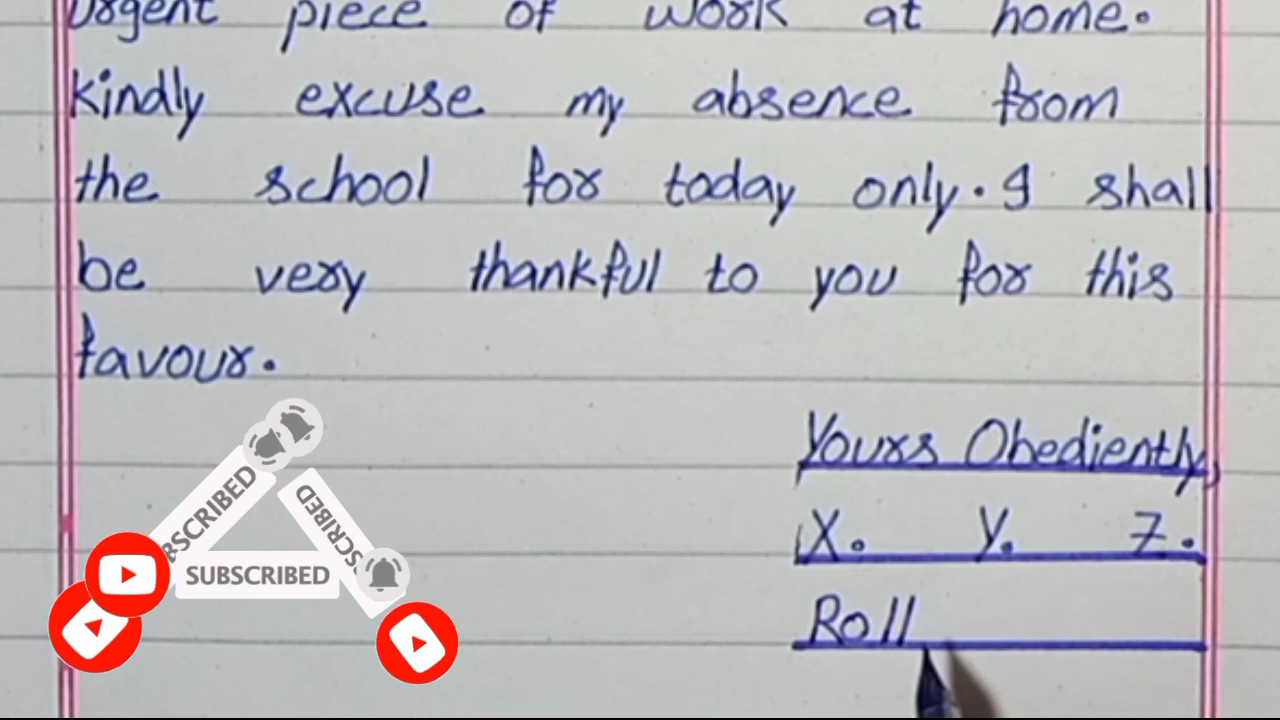 urgent piece of work at home.
kindly excuse my absence from
the school for today only. I shall
be very thankful to you for this
favour.
Yours Obediently,
X. Y. Z.
Roll
SUBSCRIBED
SUBSCRIBED
SUBSCRIBED